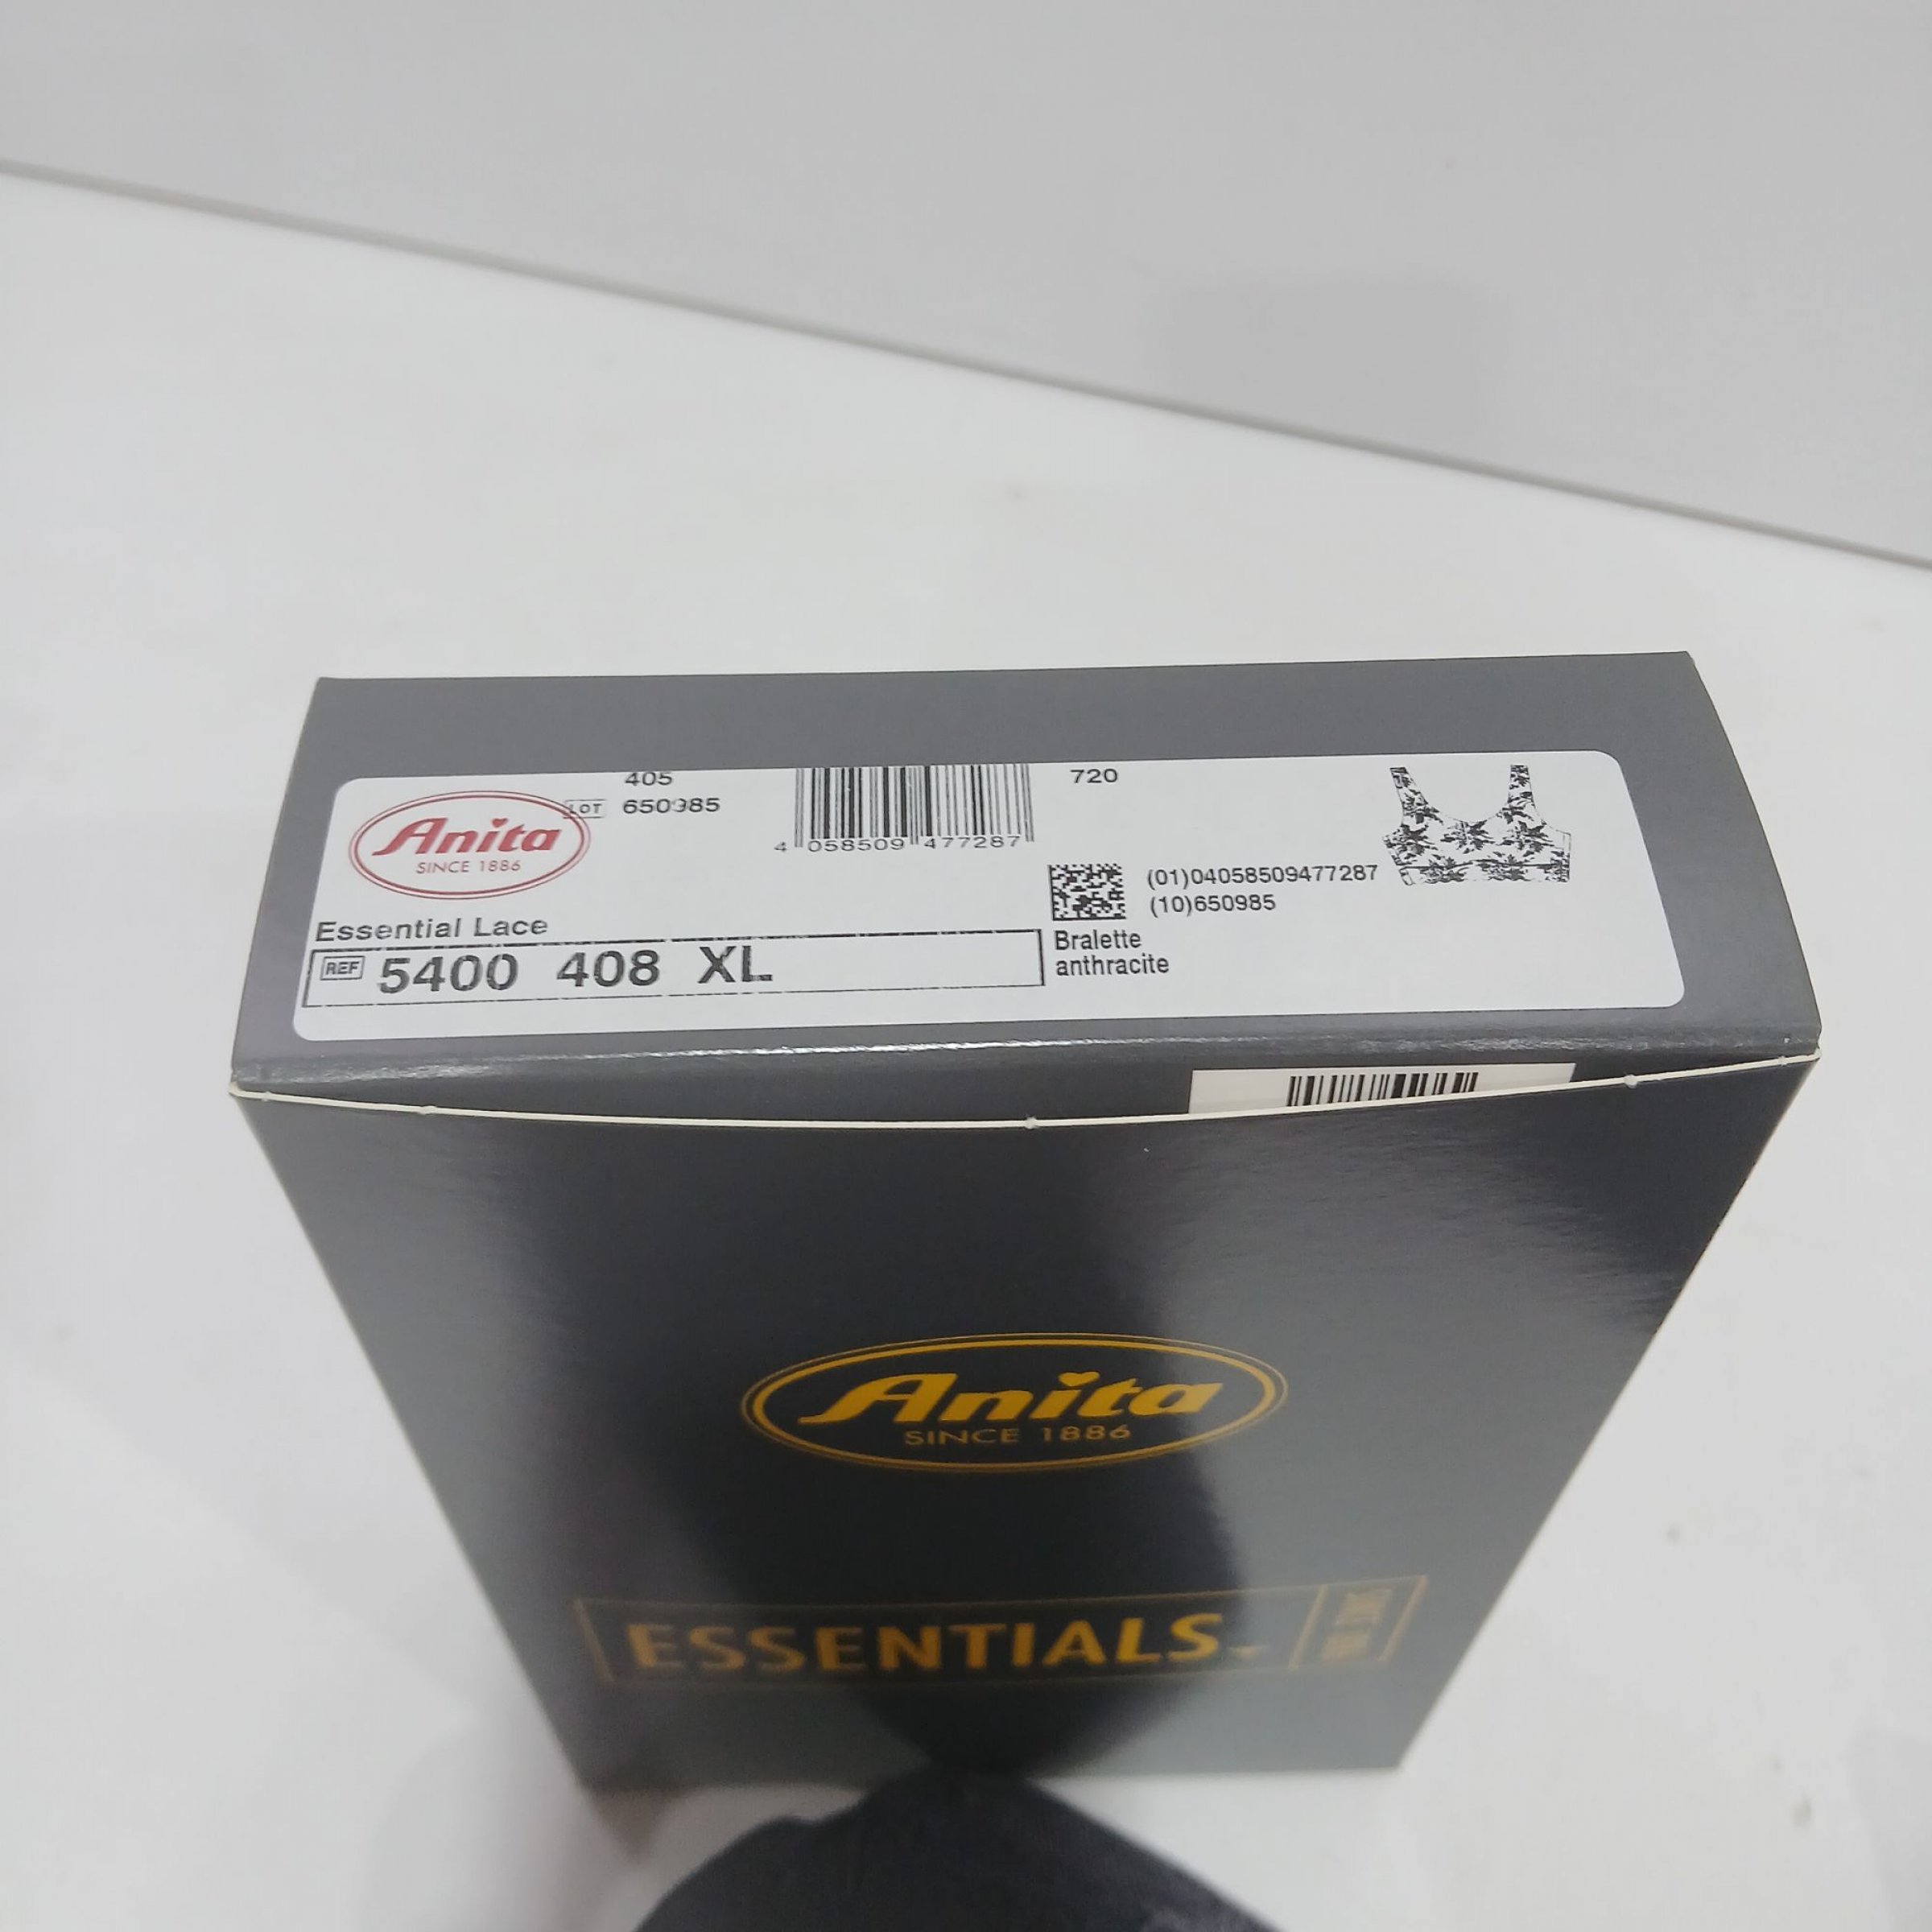 405
LOT 650985
Anita
SINCE 1886
4 058509 477287
720
(01)04058509477287
(10)650985
Essential Lace
REF 5400 408 XL
Bralette
anthracite
Anita
SINCE 1886
ESSENTIALS